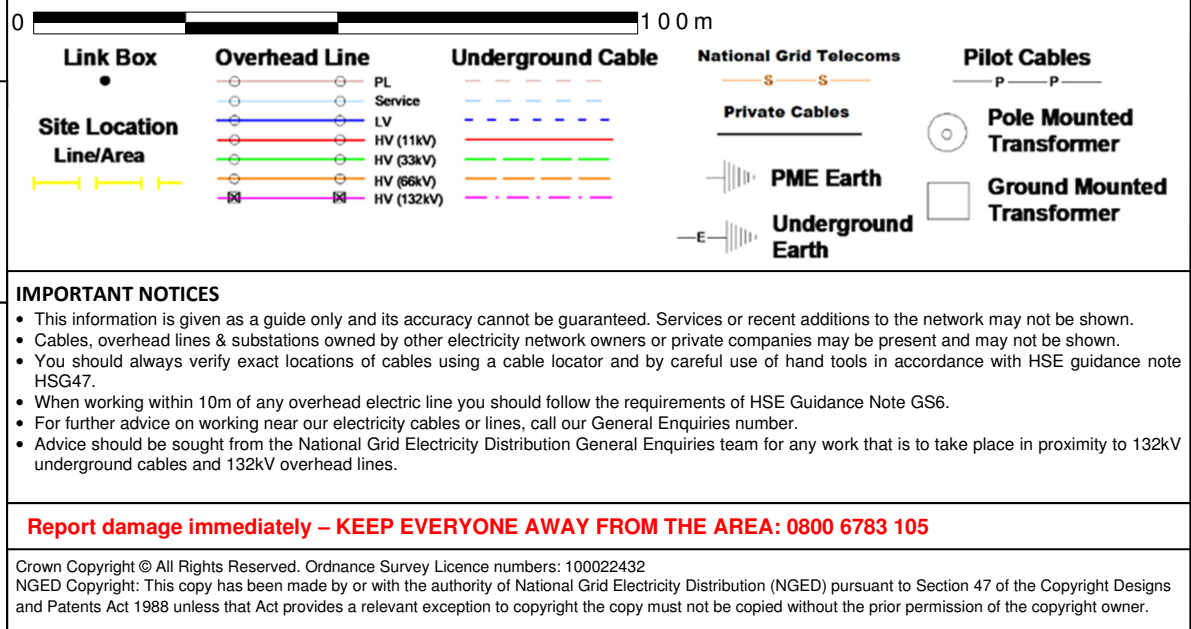 0 100m
Link Box
Site Location
Line/Area
Overhead Line
PL
Service
LV
HV (11kV)
HV (33kV)
HV (66kV)
HV (132kV)
Underground Cable
National Grid Telecoms
S S
Private Cables
PME Earth
E
Underground
Earth
Pilot Cables
P P
Pole Mounted
Transformer
Ground Mounted
Transformer
IMPORTANT NOTICES
• This information is given as a guide only and its accuracy cannot be guaranteed. Services or recent additions to the network may not be shown.
• Cables, overhead lines & substations owned by other electricity network owners or private companies may be present and may not be shown.
• You should always verify exact locations of cables using a cable locator and by careful use of hand tools in accordance with HSE guidance note
HSG47.
• When working within 10m of any overhead electric line you should follow the requirements of HSE Guidance Note GS6.
• For further advice on working near our electricity cables or lines, call our General Enquiries number.
• Advice should be sought from the National Grid Electricity Distribution General Enquiries team for any work that is to take place in proximity to 132kV
underground cables and 132kV overhead lines.
Report damage immediately – KEEP EVERYONE AWAY FROM THE AREA: 0800 6783 105
Crown Copyright © All Rights Reserved. Ordnance Survey Licence numbers: 100022432
NGED Copyright: This copy has been made by or with the authority of National Grid Electricity Distribution (NGED) pursuant to Section 47 of the Copyright Designs
and Patents Act 1988 unless that Act provides a relevant exception to copyright the copy must not be copied without the prior permission of the copyright owner.